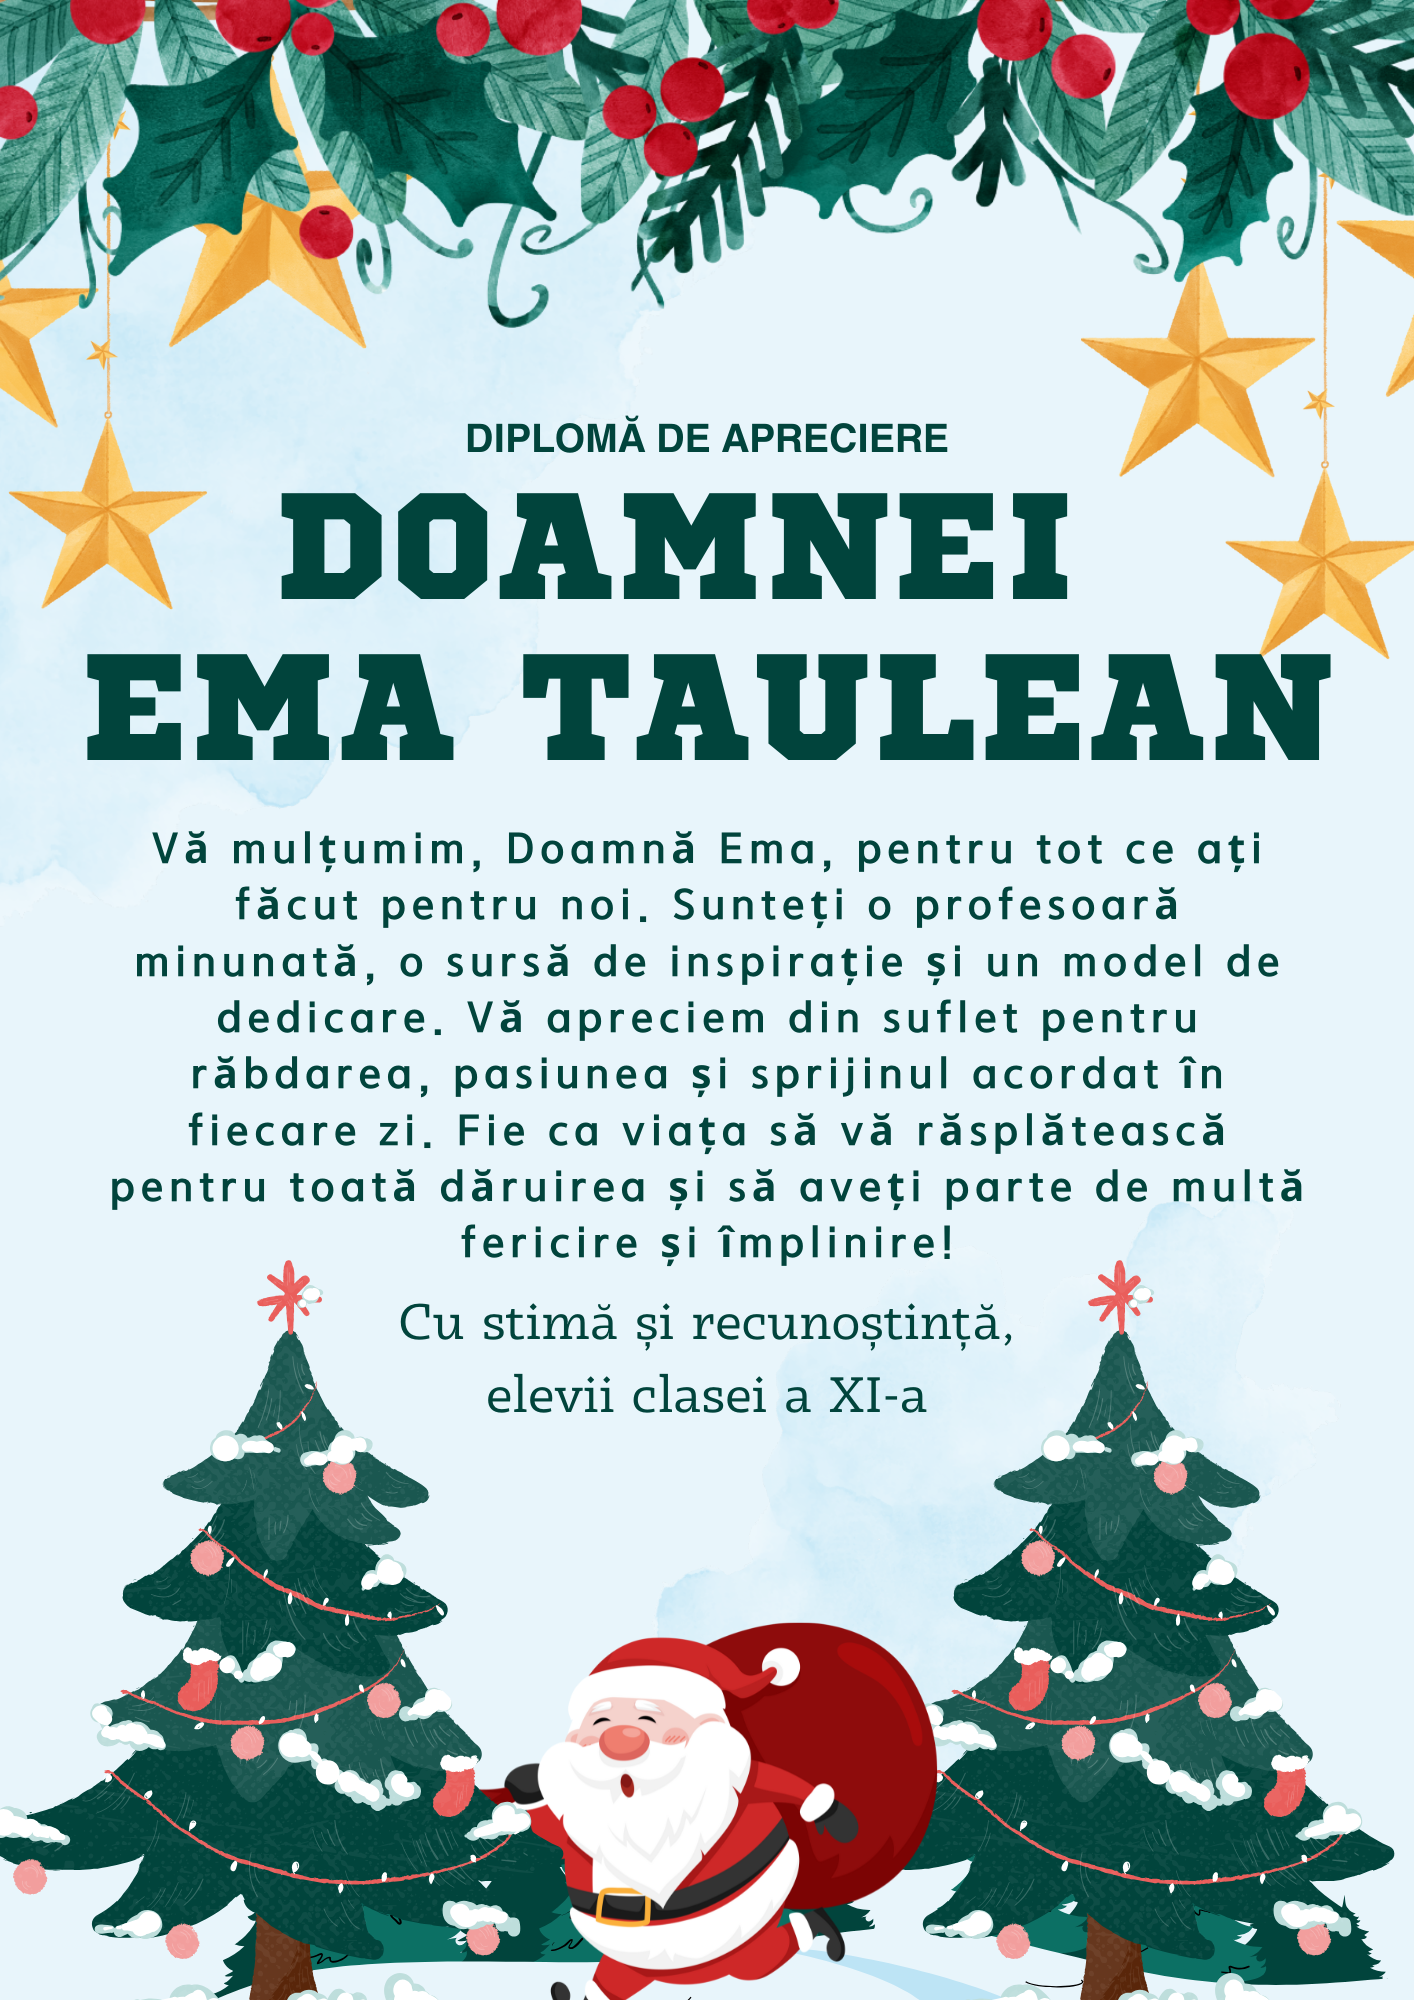 DIPLOMĂ DE APRECIERE
DOAMNEI
EMA TAULEAN
Vă mulțumim, Doamnă Ema, pentru tot ce ați
făcut pentru noi. Sunteți o profesoară
minunată, o sursă de inspirație și un model de
dedicare. Vă apreciem din suflet pentru
răbdarea, pasiunea și sprijinul acordat în
fiecare zi. Fie ca viața să vă răsplătească
pentru toată dăruirea și să aveți parte de multă
fericire și împlinire!
Cu stimă și recunoștință,
elevii clasei a XI-a